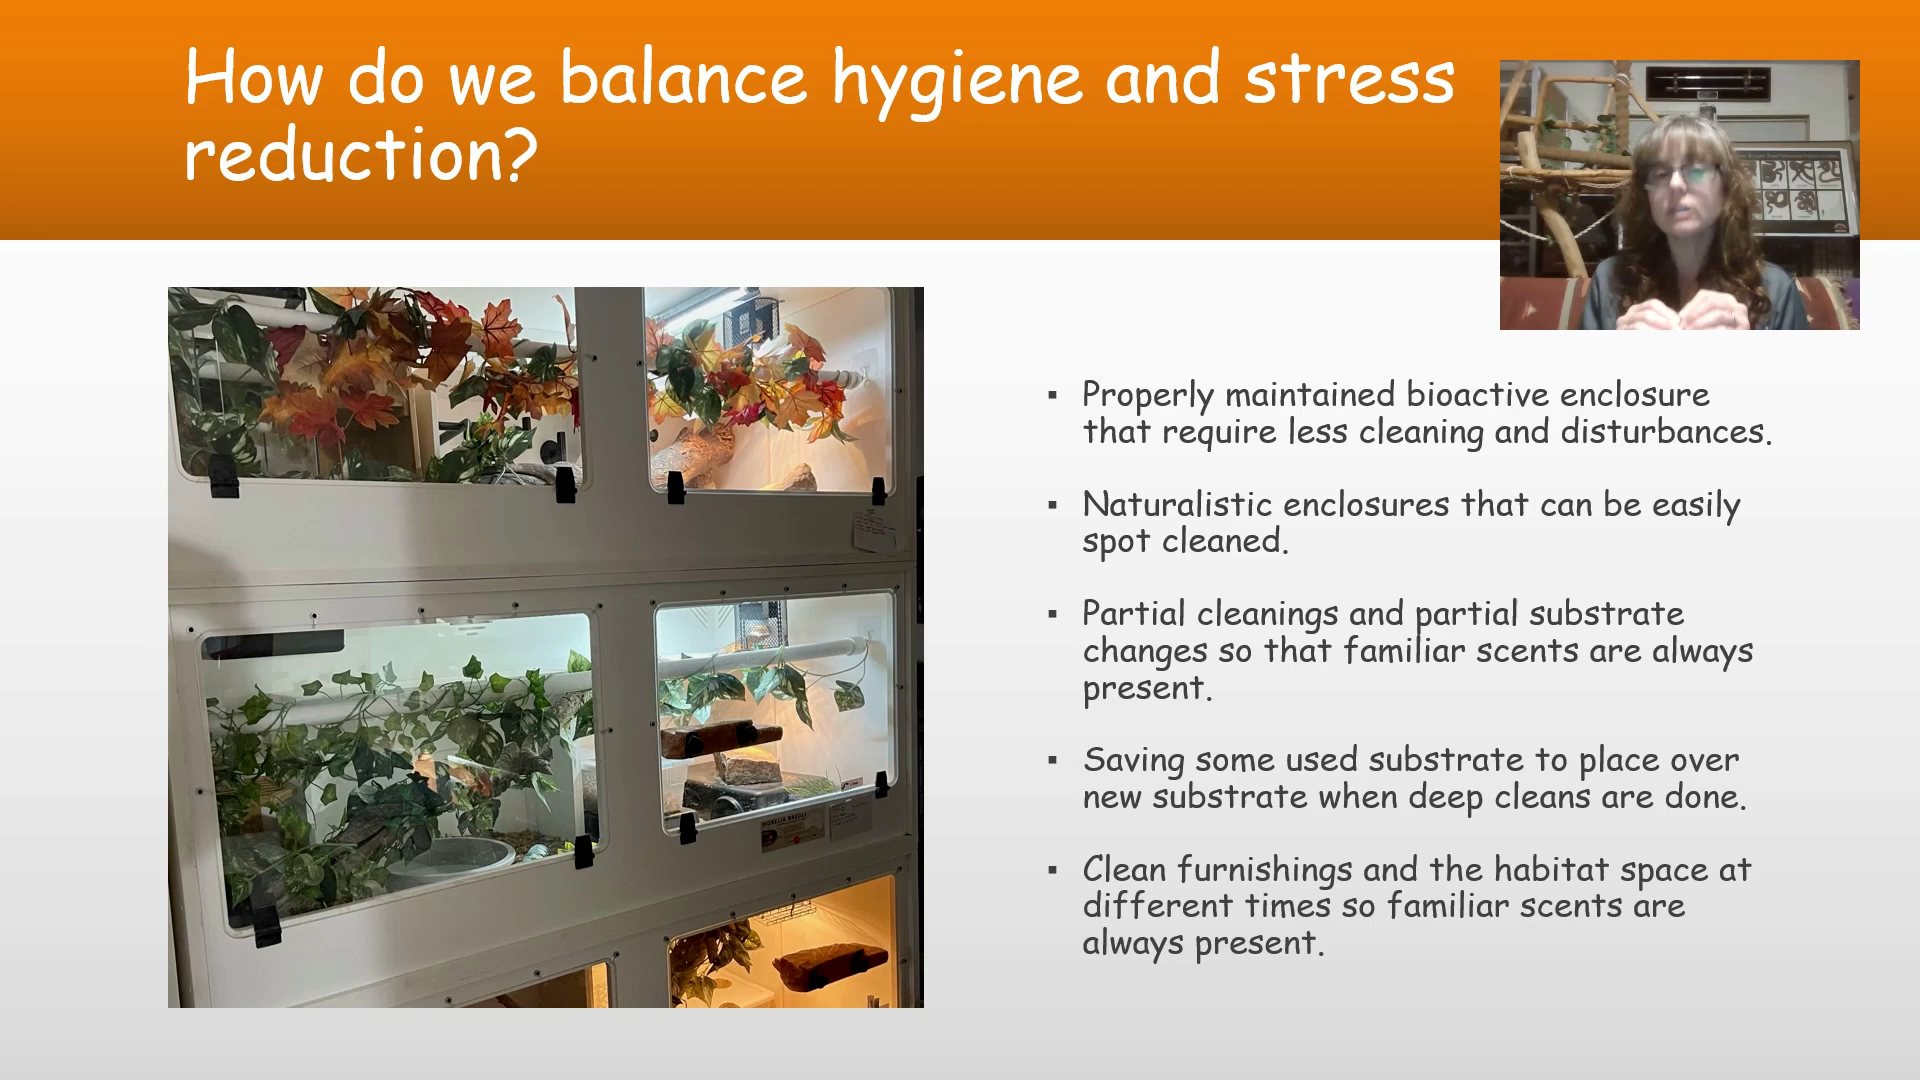 How do we balance hygiene and stress
reduction?
▪ Properly maintained bioactive enclosure
that require less cleaning and disturbances.
▪ Naturalistic enclosures that can be easily
spot cleaned.
▪ Partial cleanings and partial substrate
changes so that familiar scents are always
present.
▪ Saving some used substrate to place over
new substrate when deep cleans are done.
▪ Clean furnishings and the habitat space at
different times so familiar scents are
always present.
MORELIA BREDLI